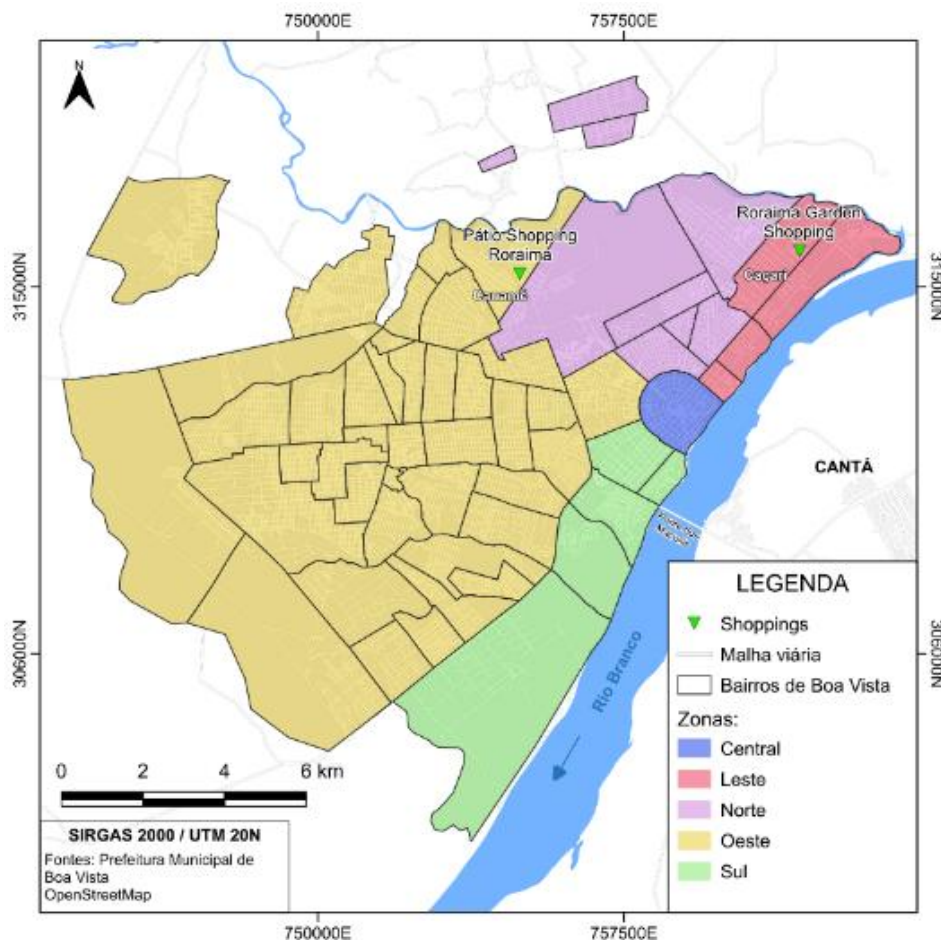 750000E
757500E
N
Pátio Shopping
Roraima
Roraima Garden
Shopping
Caçari
Cauamé
315000N
315000N
CANTÁ
306000N
306000N
Rio Branco
LEGENDA
Shoppings
Malha viária
Bairros de Boa Vista
Zonas:
Central
Leste
Norte
Oeste
Sul
0 2 4 6 km
SIRGAS 2000 / UTM 20N
Fontes: Prefeitura Municipal de
Boa Vista
OpenStreetMap
750000E
757500E